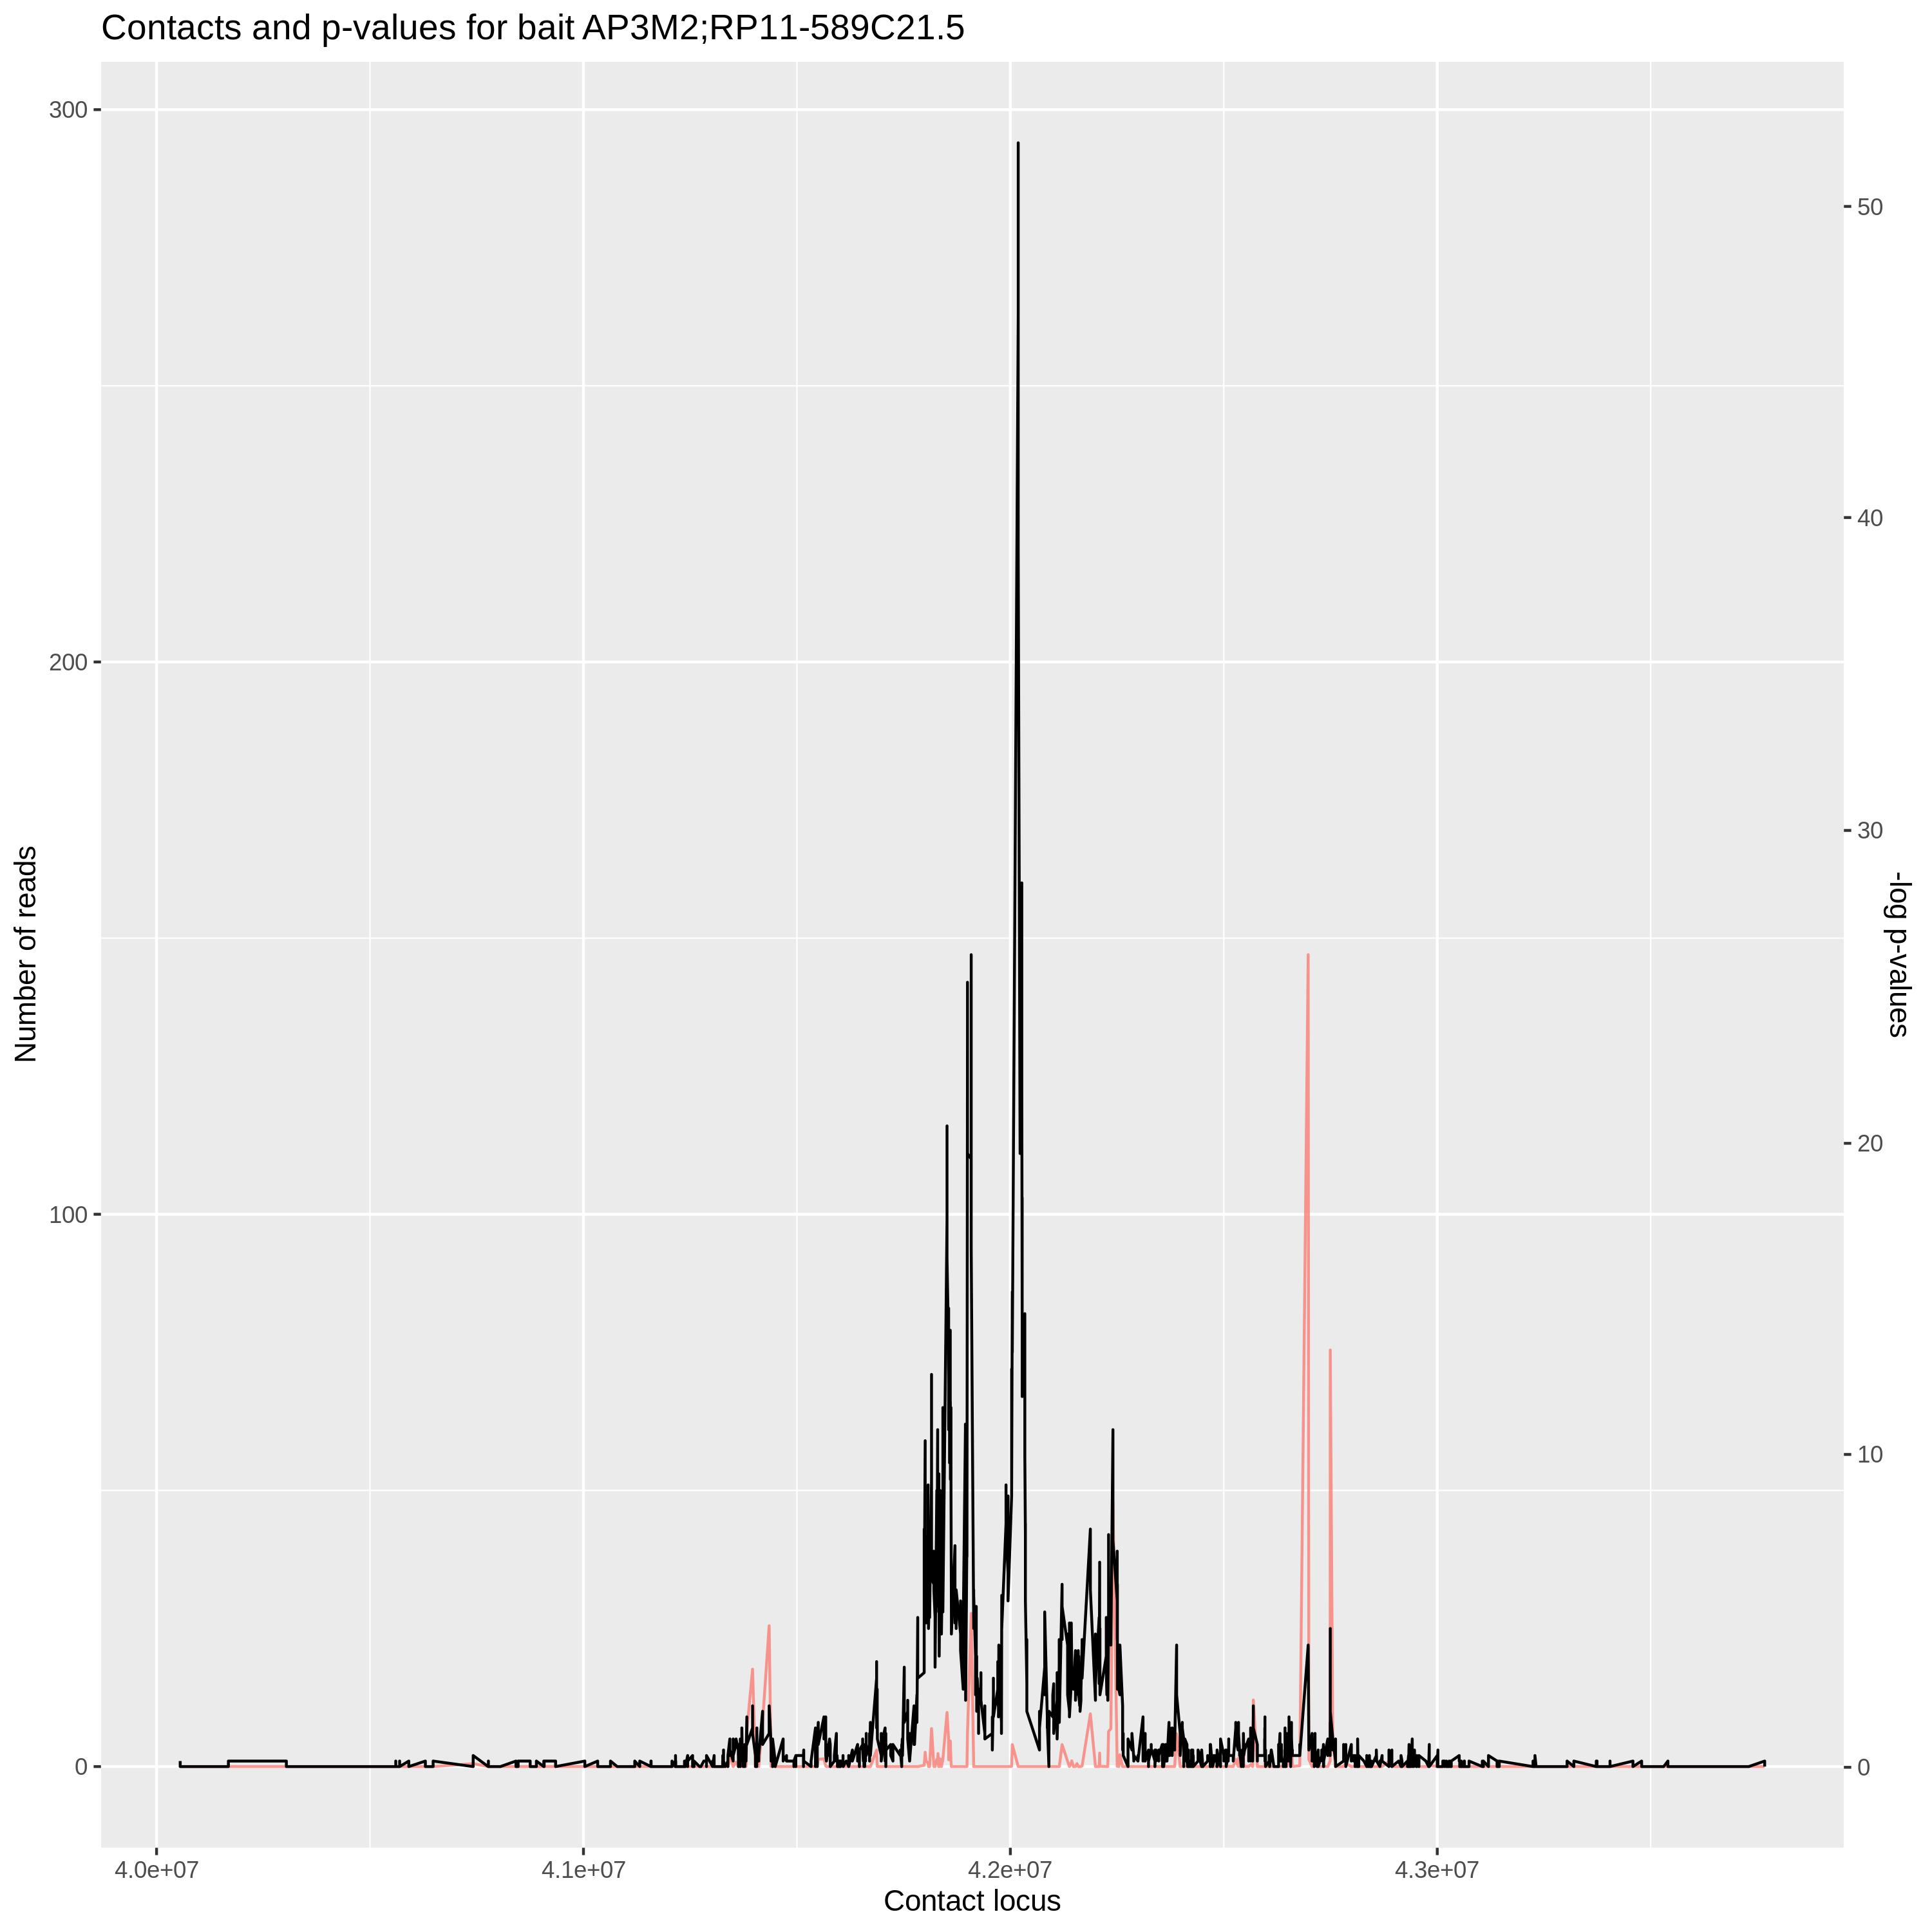 Contacts and p-values for bait AP3M2;RP11-589C21.5
300
200
100
0
50
40
30
20
10
0
Number of reads
-log p-values
4.0e+07
4.1e+07
4.2e+07
4.3e+07
Contact locus